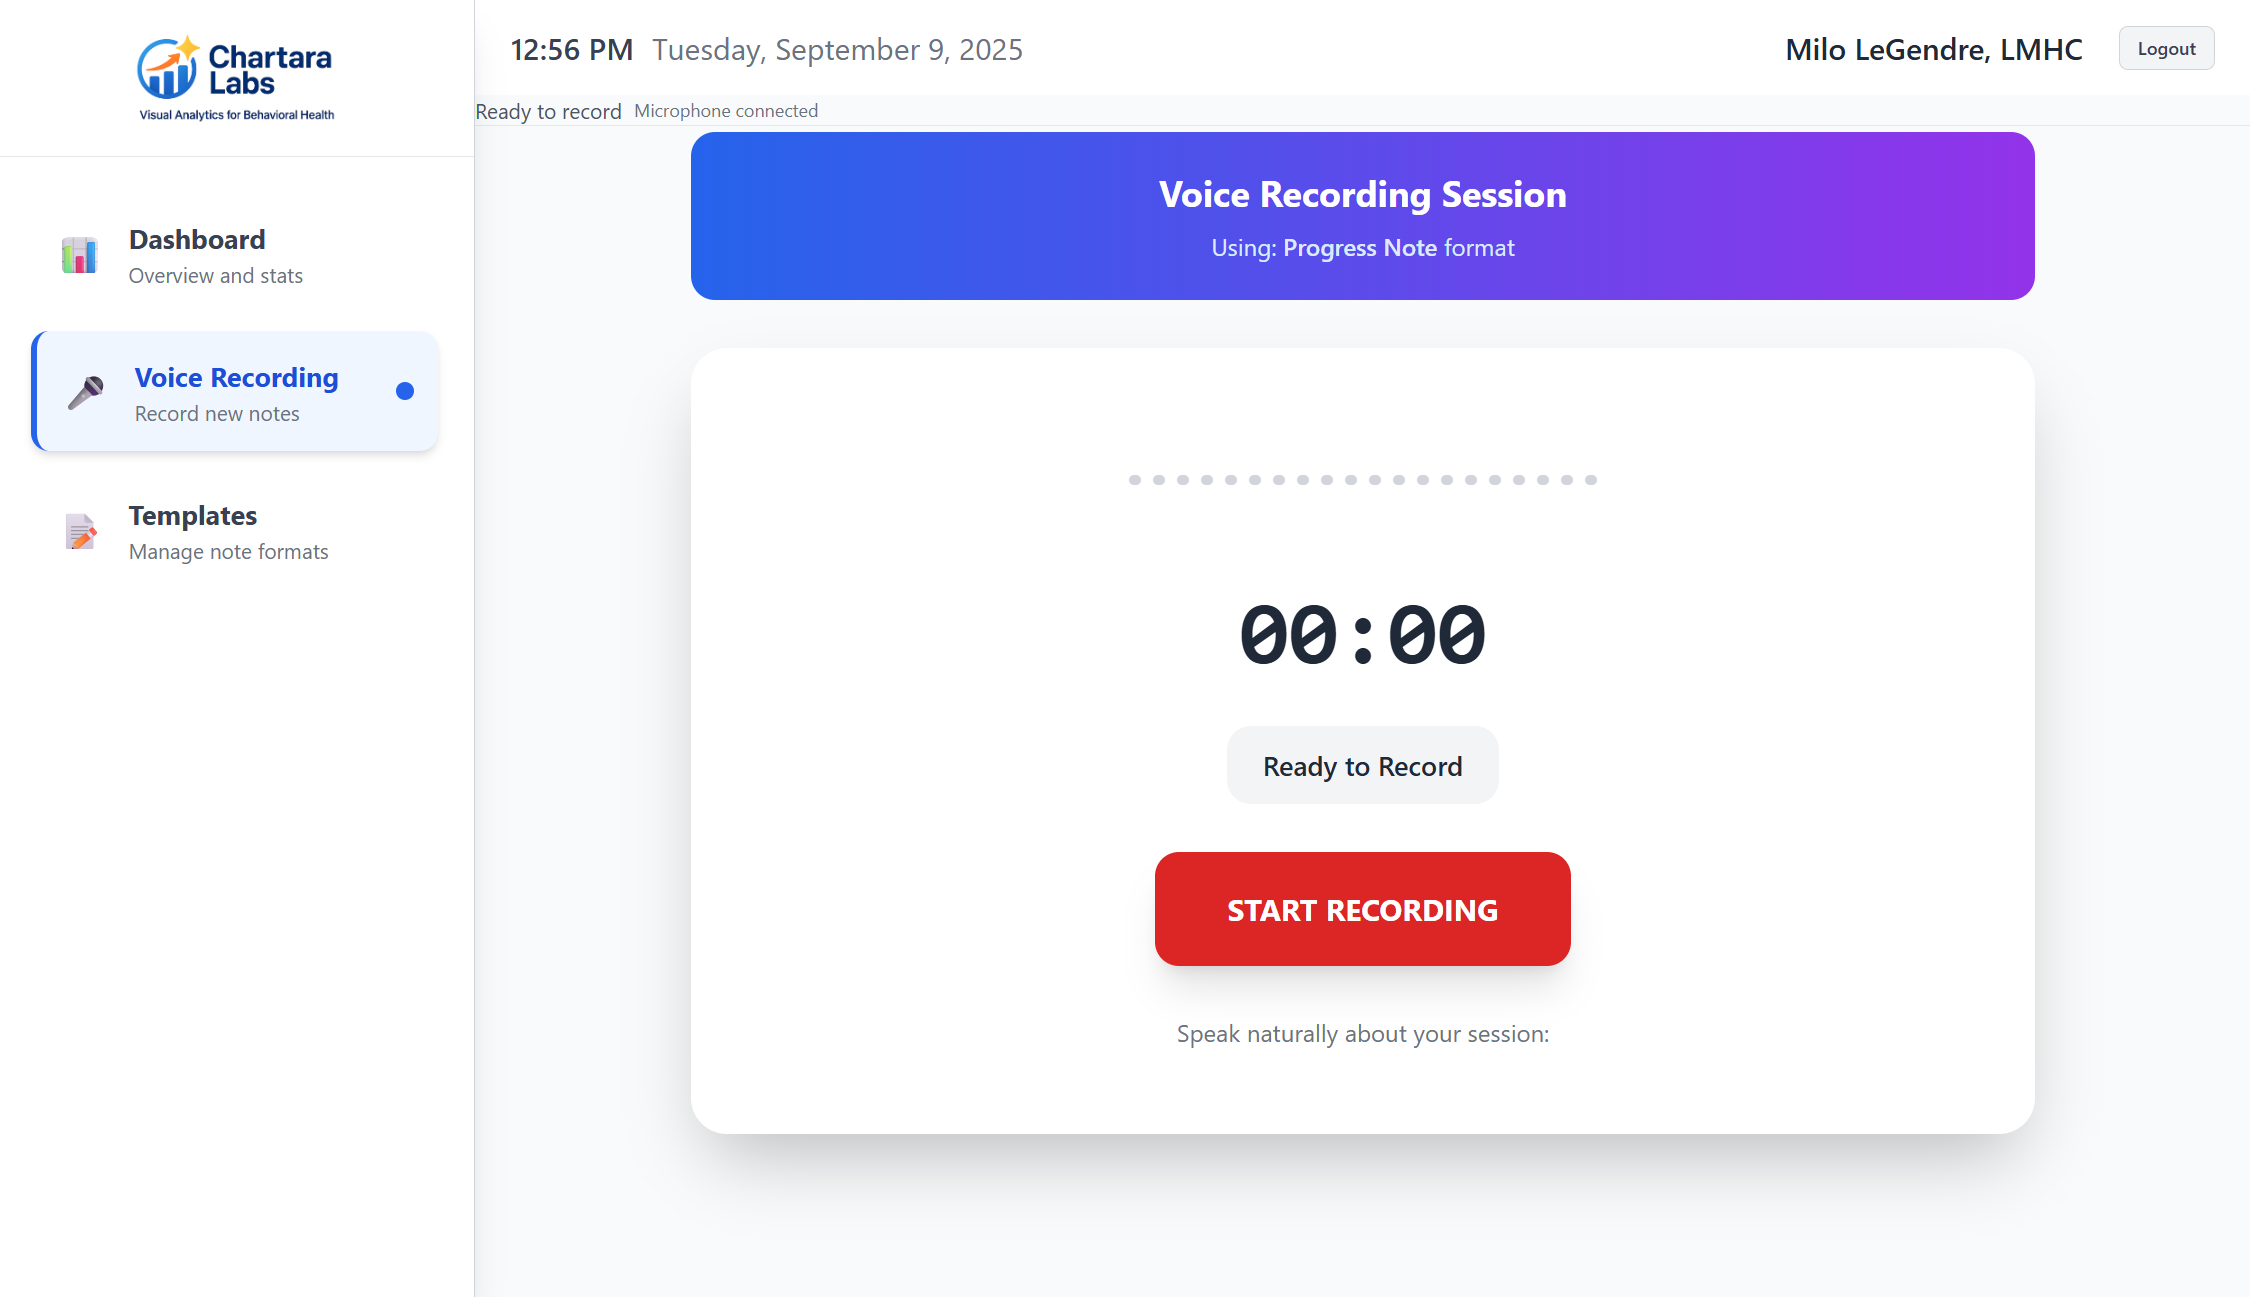 Chartara
Labs
Visual Analytics for Behavioral Health
12:56 PM Tuesday, September 9, 2025
Milo LeGendre, LMHC
Logout
Ready to record Microphone connected
Dashboard
Overview and stats
Voice Recording
Record new notes
Templates
Manage note formats
Voice Recording Session
Using: Progress Note format
00:00
Ready to Record
START RECORDING
Speak naturally about your session: